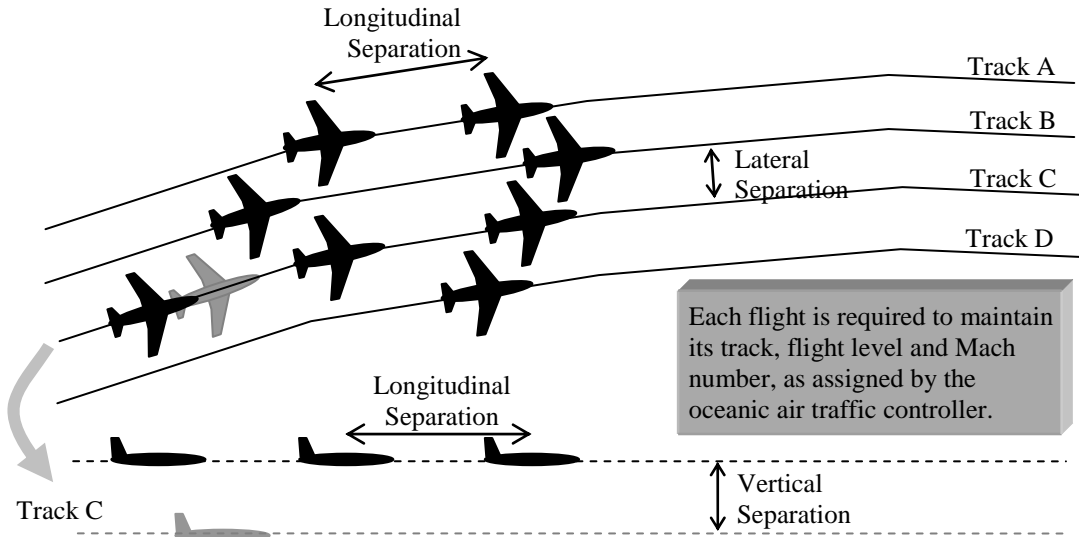 Longitudinal
Separation
Track A
Track B
Lateral
Separation
Track C
Track D
Each flight is required to maintain
its track, flight level and Mach
number, as assigned by the
oceanic air traffic controller.
Longitudinal
Separation
Track C
Vertical
Separation